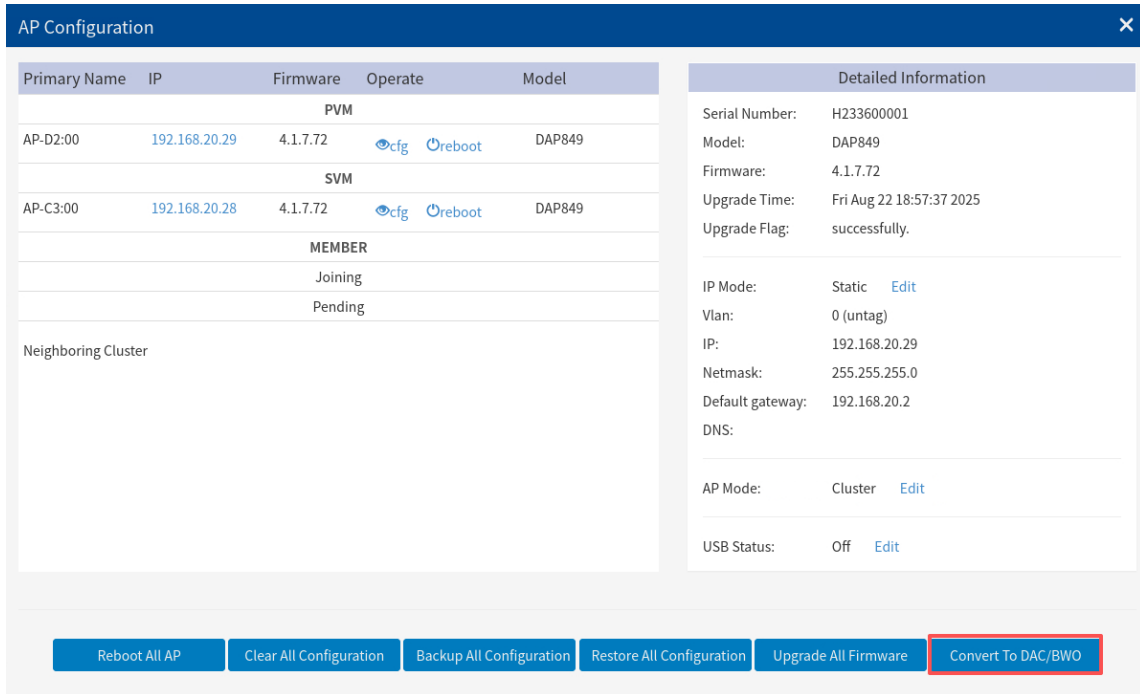 AP Configuration
Primary Name IP Firmware Operate Model
PVM
AP-D2:00 192.168.20.29 4.1.7.72 cfg reboot DAP849
SVM
AP-C3:00 192.168.20.28 4.1.7.72 cfg reboot DAP849
MEMBER
Joining
Pending
Neighboring Cluster
Detailed Information
Serial Number: H233600001
Model: DAP849
Firmware: 4.1.7.72
Upgrade Time: Fri Aug 22 18:57:37 2025
Upgrade Flag: successfully.
IP Mode: Static Edit
Vlan: 0 (untag)
IP: 192.168.20.29
Netmask: 255.255.255.0
Default gateway: 192.168.20.2
DNS:
AP Mode: Cluster Edit
USB Status: Off Edit
Reboot All AP Clear All Configuration Backup All Configuration Restore All Configuration Upgrade All Firmware Convert To DAC/BWO